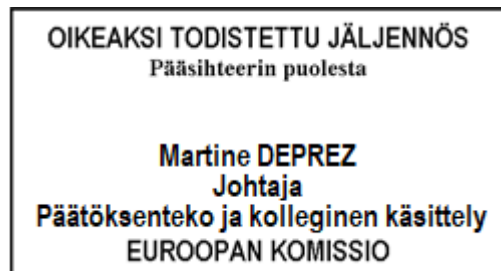 OIKEAKSI TODISTETTU JÄLJENNÖS
Pääsihteerin puolesta
Martine DEPREZ
Johtaja
Päätöksenteko ja kolleginen käsittely
EUROOPAN KOMISSIO